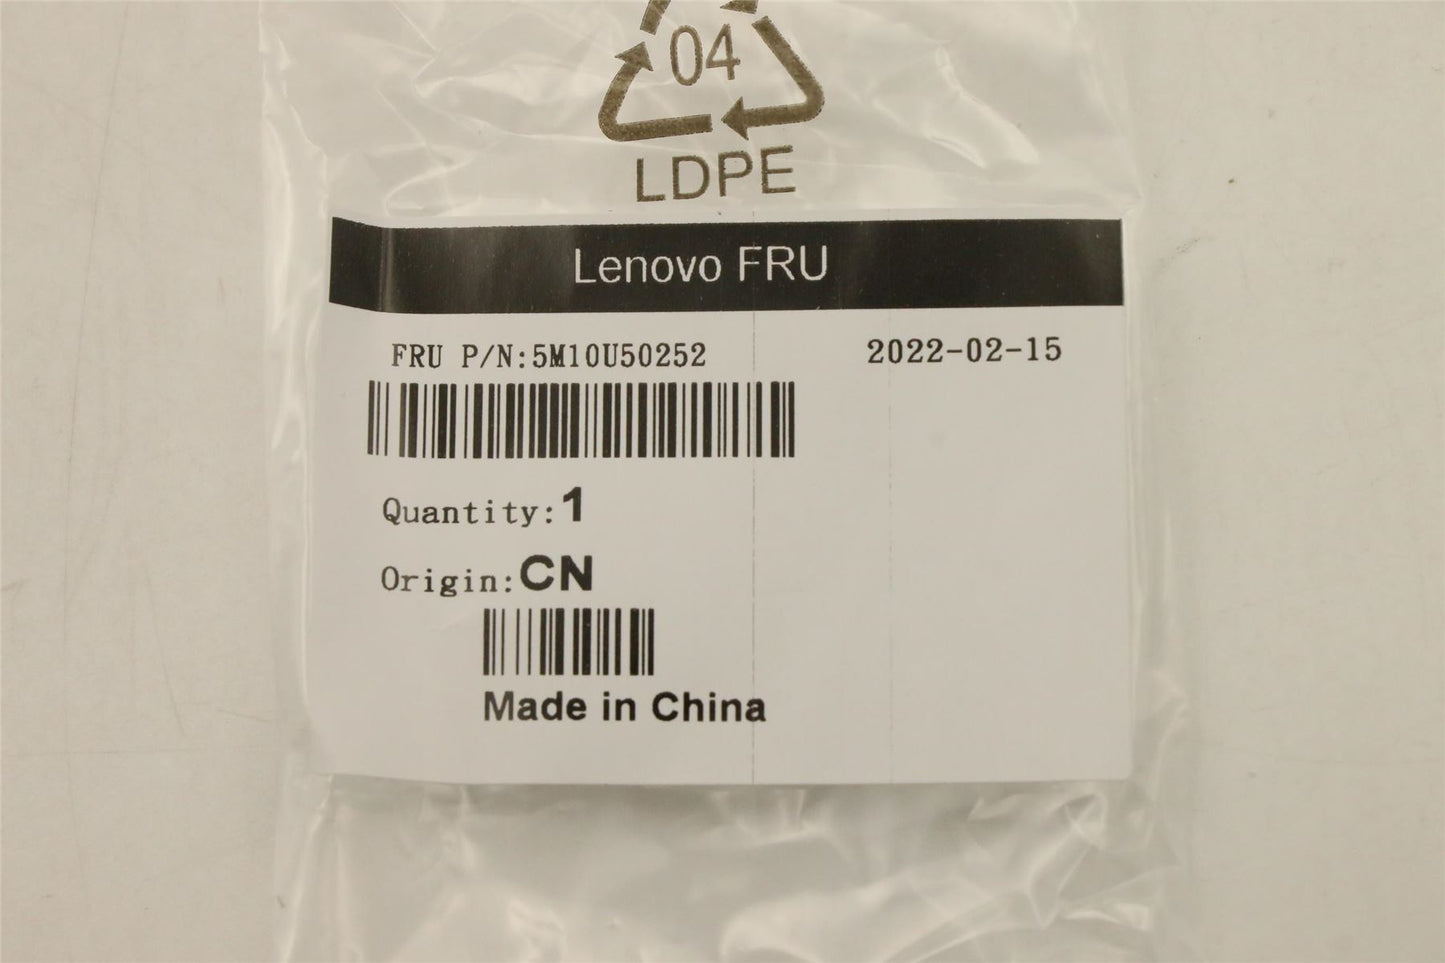 04
LDPE
Lenovo FRU
FRU P/N:5M10U50252
2022-02-15
Quantity:1
Origin:CN
Made in China